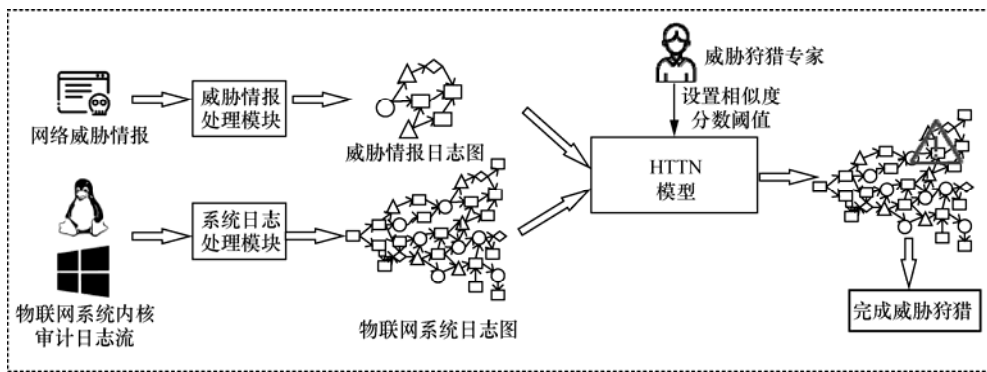 网络威胁情报
威胁情报
处理模块
威胁情报日志图
物联网系统内核
审计日志流
系统日志
处理模块
物联网系统日志图
威胁狩猎专家
设置相似度
分数阈值
HTTN
模型
完成威胁狩猎